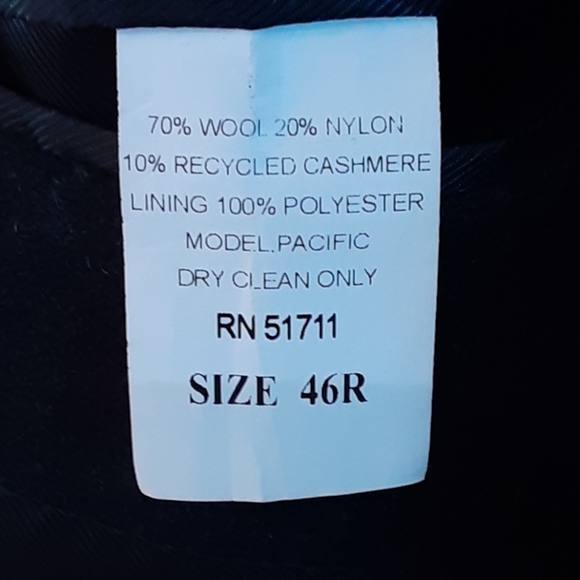 70% WOOL 20% NYLON
10% RECYCLED CASHMERE
LINING 100% POLYESTER
MODEL.PACIFIC
DRY CLEAN ONLY
RN 51711
SIZE 46R